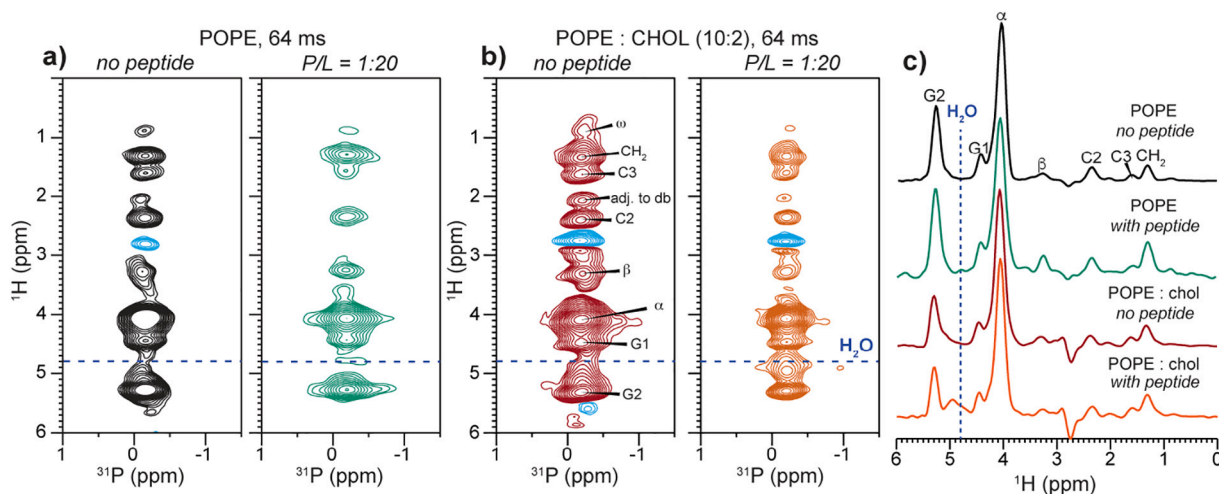 POPE, 64 ms
a)
no peptide
P/L = 1:20
1
2
3
4
5
6
¹H (ppm)
0
-1
³¹P (ppm)
0
-1
³¹P (ppm)
POPE : CHOL (10:2), 64 ms
b)
no peptide
P/L = 1:20
1
2
3
4
5
6
¹H (ppm)
ω
CH₂
C3
adj. to db
C2
β
α
G1
G2
H₂O
0
-1
³¹P (ppm)
0
-1
³¹P (ppm)
c)
α
G2
H₂O
G1
β
C2
C3
CH₂
POPE
no peptide
POPE
with peptide
POPE : chol
no peptide
POPE : chol
with peptide
6
5
4
3
2
1
0
¹H (ppm)